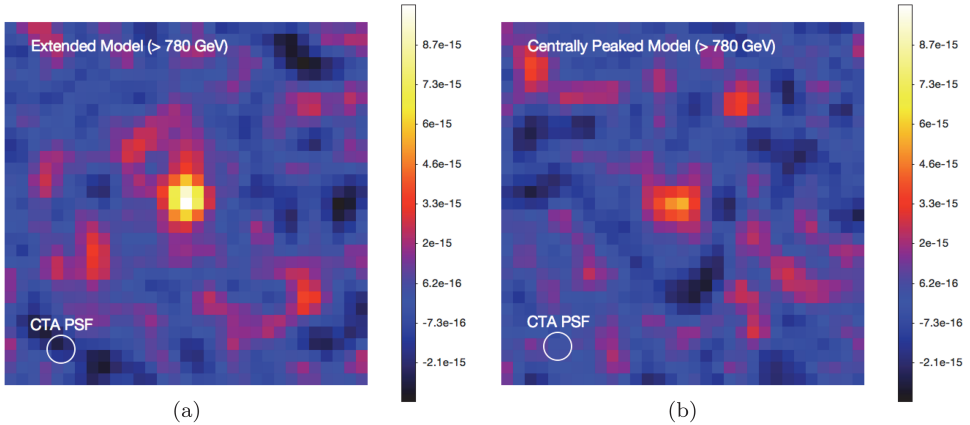 Extended Model (> 780 GeV)
CTA PSF
8.7e-15
7.3e-15
6e-15
4.6e-15
3.3e-15
2e-15
6.2e-16
-7.3e-16
-2.1e-15
(a)
Centrally Peaked Model (> 780 GeV)
CTA PSF
8.7e-15
7.3e-15
6e-15
4.6e-15
3.3e-15
2e-15
6.2e-16
-7.3e-16
-2.1e-15
(b)